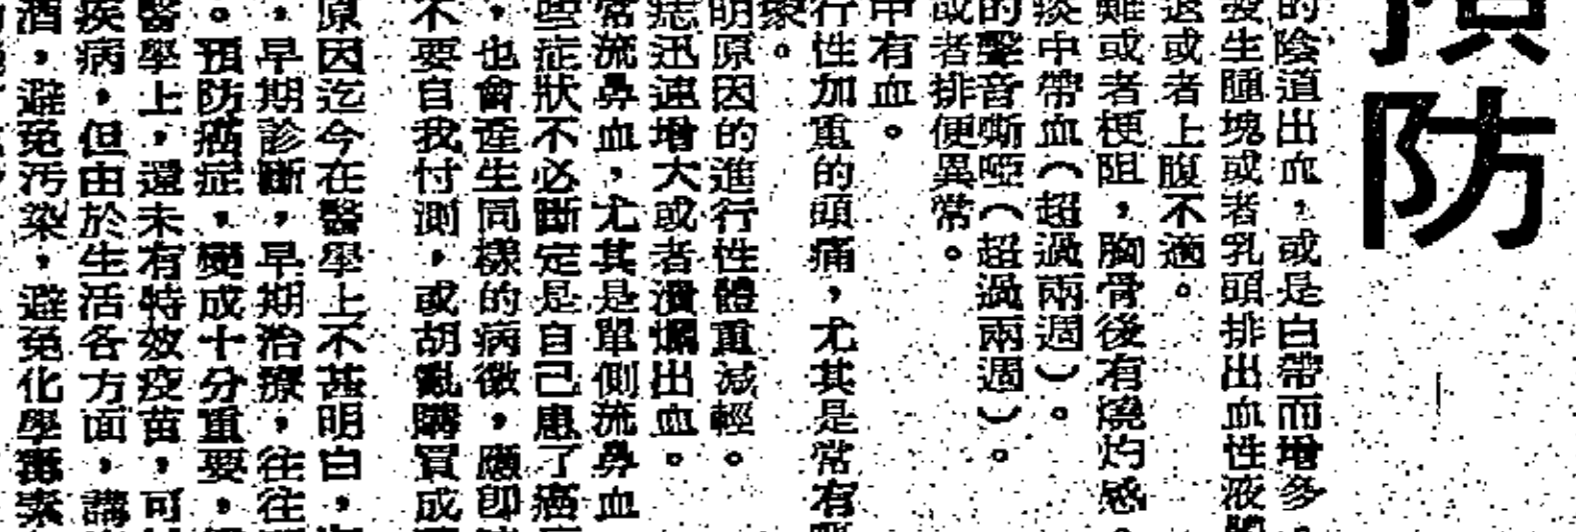 預防
的陰道出血，或是白帶而增多。
發生腫塊或者乳頭排出血性液體
退或者上腹不適。
難或者梗阻，胸骨後有燒灼感。
痰中帶血（超過兩週）。
的聲音嘶啞（超過兩週）。
或者排便異常。
中有血。
行性加重的頭痛，尤其是常有嘔
象。
明原因的進行性體重減輕。
痣迅速增大或者潰爛出血。
常流鼻血，尤其是單側流鼻血
些症狀不必斷定是自己患了癌
，也會產生同樣的病徵，應即
不要自我忖測，或胡亂購買成
原因迄今在醫學上不甚明白，
，早期診斷，早期治療，往往
。預防癌症，變成十分重要，
醫學上，還未有特效疫苗，可
疾病，但由於生活各方面，講
酒，避免污染，避免化學毒素